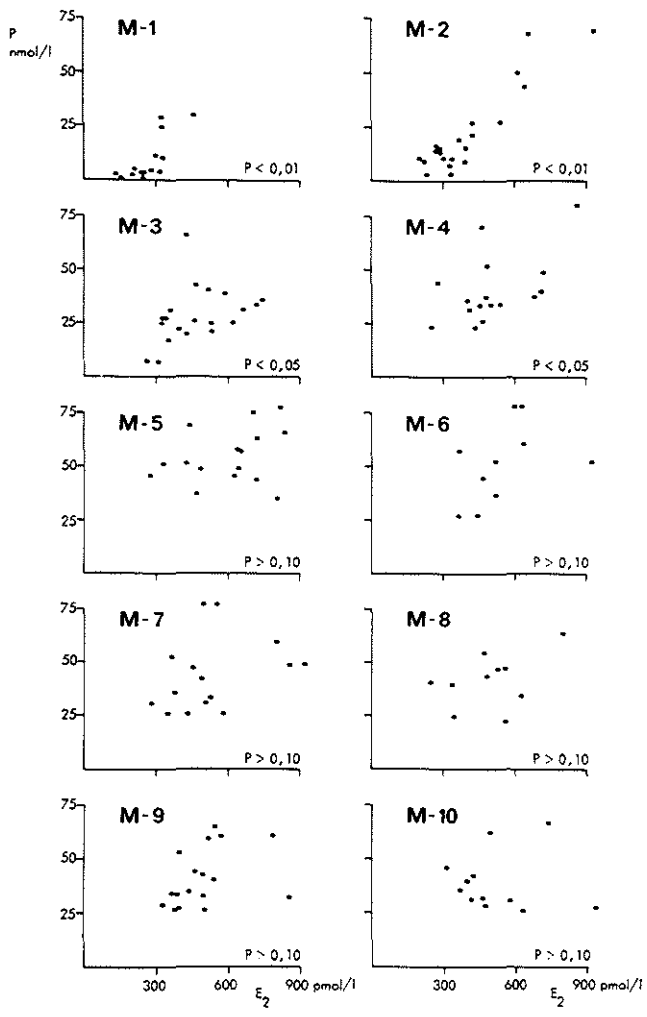 P
nmol/l
75
50
25
M-1
P < 0,01
M-2
P < 0,01
75
50
25
M-3
P < 0,05
M-4
P < 0,05
75
50
25
M-5
P > 0,10
M-6
P > 0,10
75
50
25
M-7
P > 0,10
M-8
P > 0,10
75
50
25
M-9
P > 0,10
M-10
P > 0,10
300 600 900 pmol/l
E2
300 600 900 pmol/l
E2